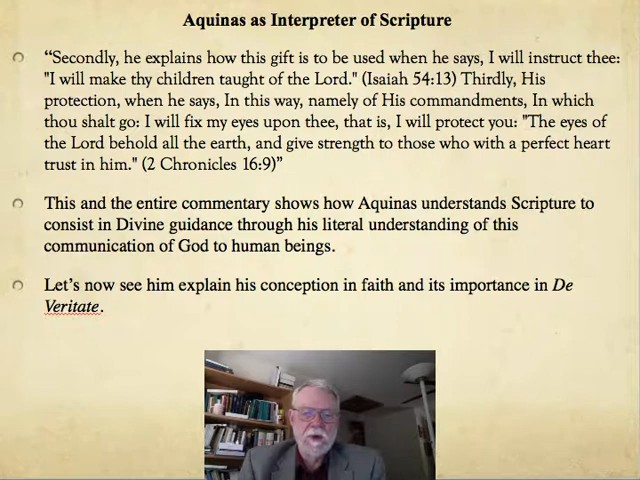 Aquinas as Interpreter of Scripture
“Secondly, he explains how this gift is to be used when he says, I will instruct thee:
"I will make thy children taught of the Lord." (Isaiah 54:13) Thirdly, His
protection, when he says, In this way, namely of His commandments, In which
thou shalt go: I will fix my eyes upon thee, that is, I will protect you: "The eyes of
the Lord behold all the earth, and give strength to those who with a perfect heart
trust in him." (2 Chronicles 16:9)”
This and the entire commentary shows how Aquinas understands Scripture to
consist in Divine guidance through his literal understanding of this
communication of God to human beings.
Let’s now see him explain his conception in faith and its importance in De
Veritate.